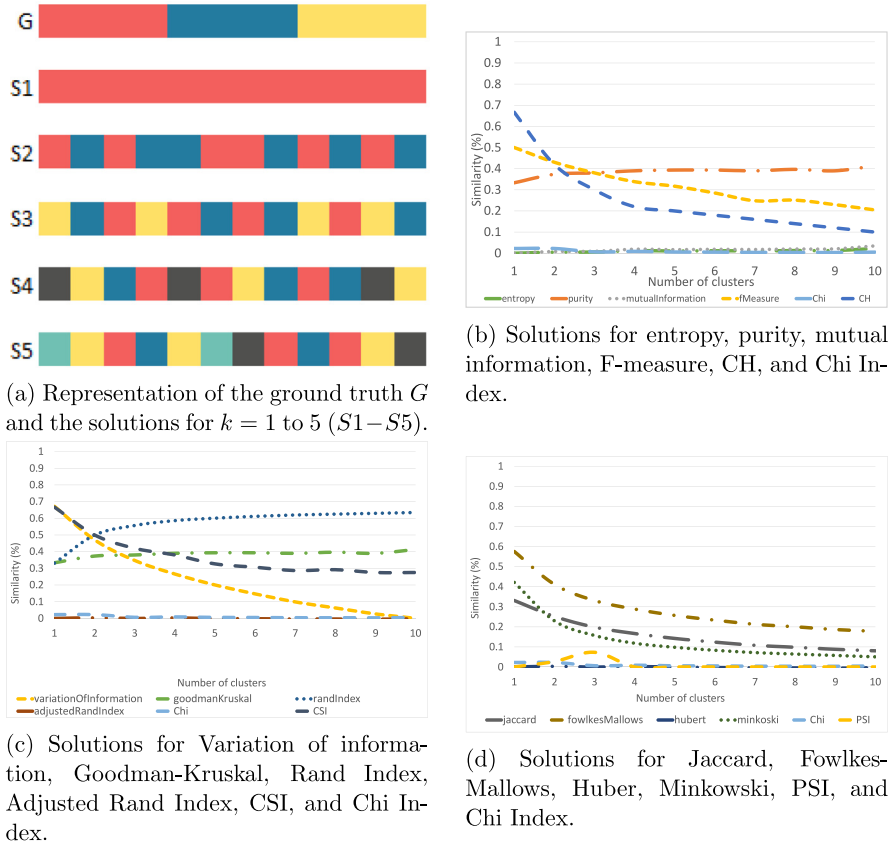 G
S1
S2
S3
S4
S5
(a) Representation of the ground truth G
and the solutions for k = 1 to 5 (S1−S5).
1
0.9
0.8
0.7
0.6
0.5
0.4
0.3
0.2
0.1
0
Similarity (%)
1 2 3 4 5 6 7 8 9 10
Number of clusters
entropy purity mutualInformation fMeasure Chi CH
(b) Solutions for entropy, purity, mutual
information, F-measure, CH, and Chi In-
dex.
1
0.9
0.8
0.7
0.6
0.5
0.4
0.3
0.2
0.1
0
Similarity (%)
1 2 3 4 5 6 7 8 9 10
Number of clusters
variationOfInformation goodmanKruskal randIndex
adjustedRandIndex Chi CSI
(c) Solutions for Variation of informa-
tion, Goodman-Kruskal, Rand Index,
Adjusted Rand Index, CSI, and Chi In-
dex.
1
0.9
0.8
0.7
0.6
0.5
0.4
0.3
0.2
0.1
0
Similarity (%)
1 2 3 4 5 6 7 8 9 10
Number of clusters
jaccard fowlkesMallows hubert minkoski Chi PSI
(d) Solutions for Jaccard, Fowlkes-
Mallows, Huber, Minkowski, PSI, and
Chi Index.